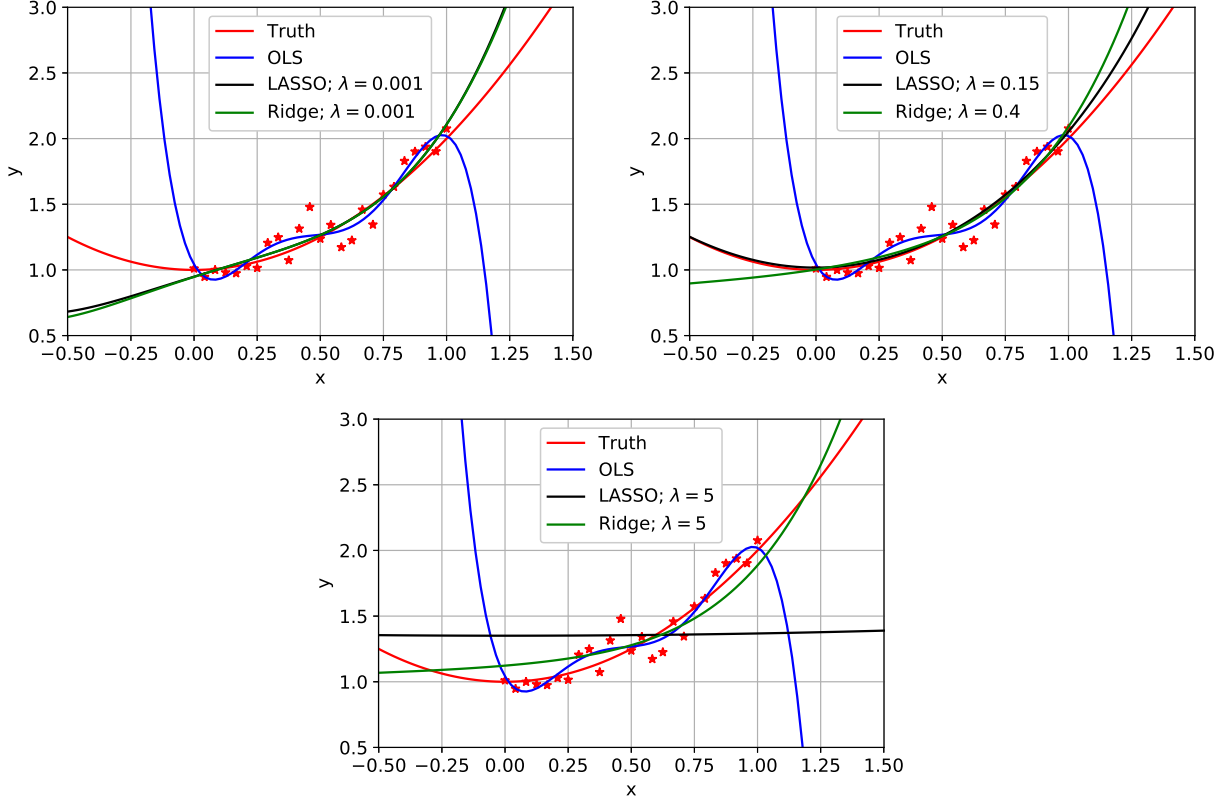 3.0
2.5
2.0
1.5
1.0
0.5
y
Truth
OLS
LASSO; λ = 0.001
Ridge; λ = 0.001
−0.50 −0.25 0.00 0.25 0.50 0.75 1.00 1.25 1.50
x
3.0
2.5
2.0
1.5
1.0
0.5
y
Truth
OLS
LASSO; λ = 0.15
Ridge; λ = 0.4
−0.50 −0.25 0.00 0.25 0.50 0.75 1.00 1.25 1.50
x
3.0
2.5
2.0
1.5
1.0
0.5
y
Truth
OLS
LASSO; λ = 5
Ridge; λ = 5
−0.50 −0.25 0.00 0.25 0.50 0.75 1.00 1.25 1.50
x